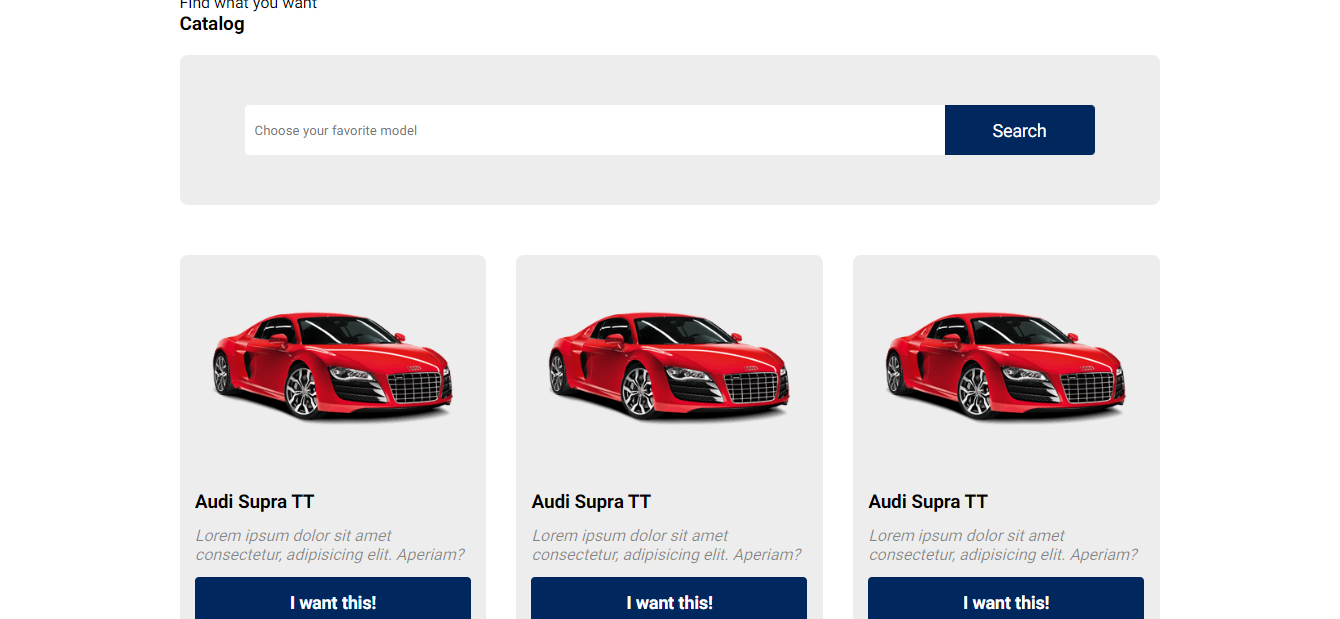 Find what you want
Catalog
Choose your favorite model
Search
Audi Supra TT
Lorem ipsum dolor sit amet
consectetur, adipisicing elit. Aperiam?
I want this!
Audi Supra TT
Lorem ipsum dolor sit amet
consectetur, adipisicing elit. Aperiam?
I want this!
Audi Supra TT
Lorem ipsum dolor sit amet
consectetur, adipisicing elit. Aperiam?
I want this!